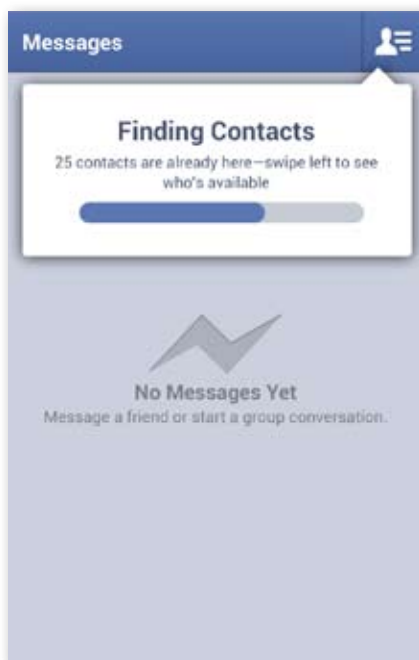 Messages
Finding Contacts
25 contacts are already here—swipe left to see
who's available
No Messages Yet
Message a friend or start a group conversation.